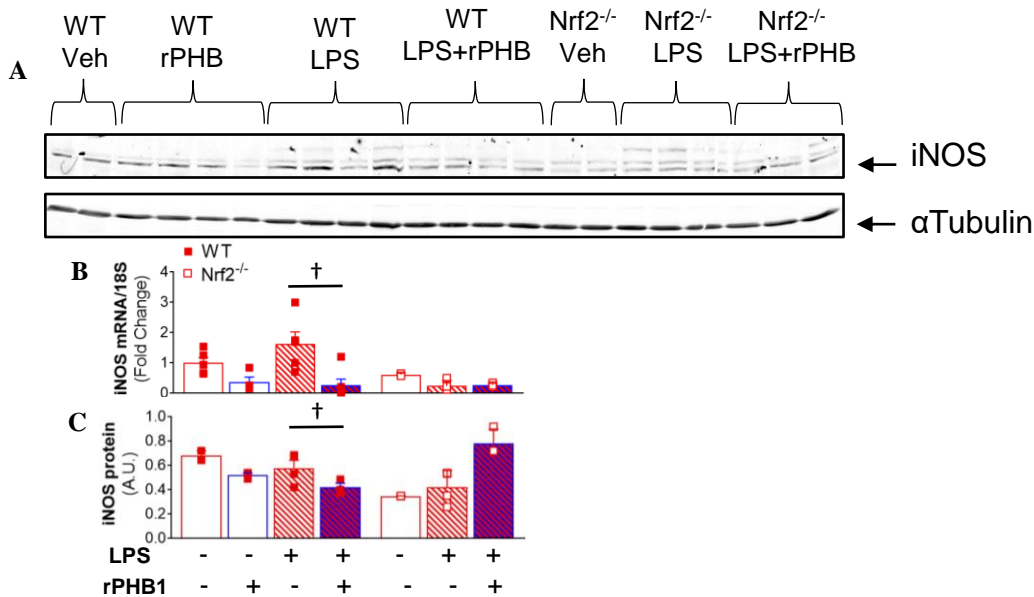 WT
Veh
WT
rPHB
WT
LPS
WT
LPS+rPHB
Nrf2-/-
Veh
Nrf2-/-
LPS
Nrf2-/-
LPS+rPHB
A
iNOS
αTubulin
B
WT
Nrf2-/-
†
iNOS mRNA/18S
(Fold Change)
4
3
2
1
0
C
†
iNOS protein
(A.U.)
1.0
0.8
0.6
0.4
0.2
0.0
LPS - - + + - + +
rPHB1 - + - + - - +